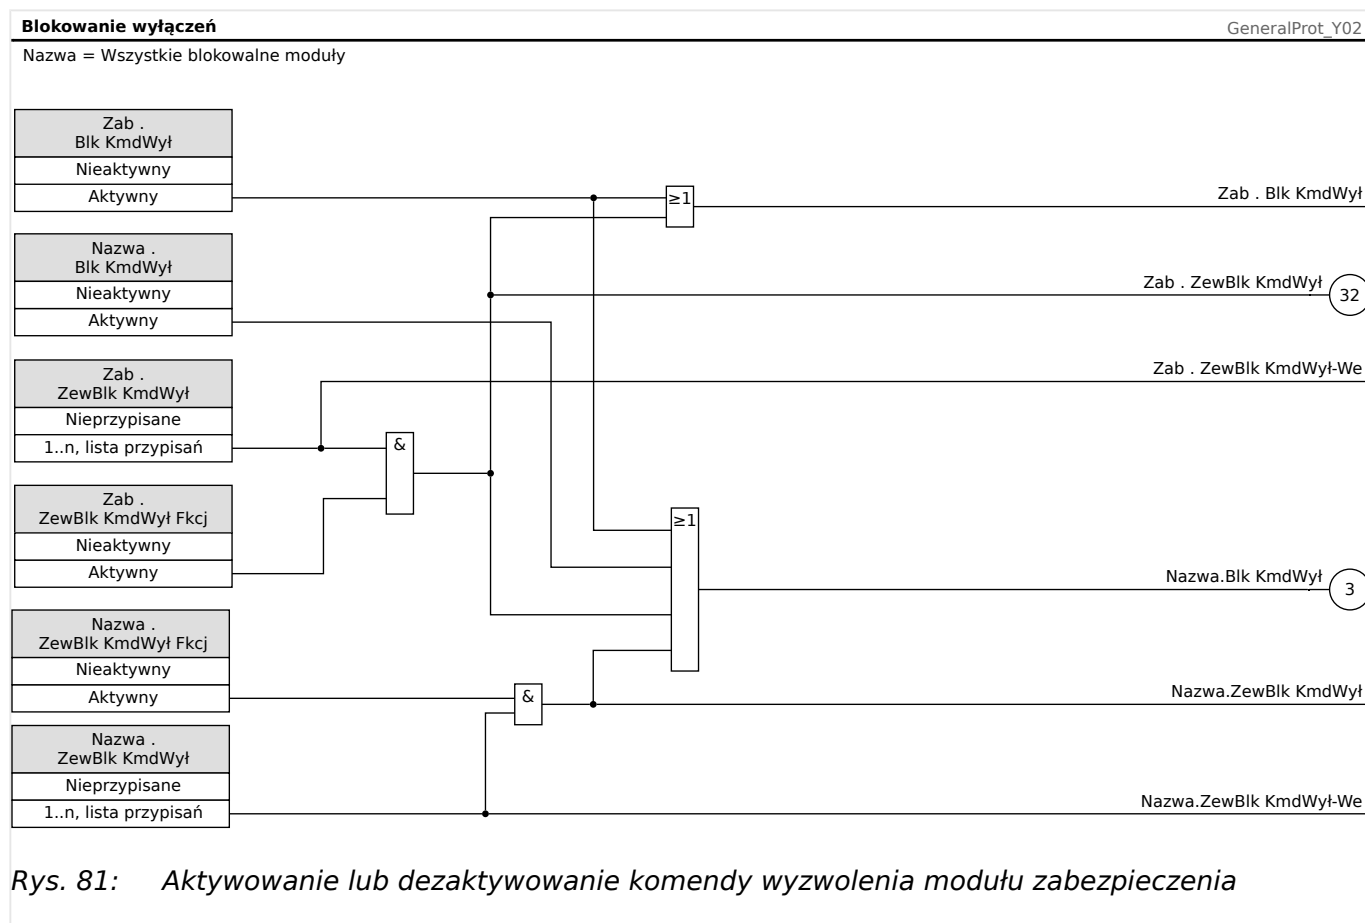 Blokowanie wyłączeń
GeneralProt_Y02
Nazwa = Wszystkie blokowalne moduły
Zab .
Blk KmdWył
Nieaktywny
Aktywny
≥1
Zab . Blk KmdWył
Nazwa .
Blk KmdWył
Nieaktywny
Aktywny
Zab . ZewBlk KmdWył
32
Zab .
ZewBlk KmdWył
Nieprzypisane
1..n, lista przypisań
Zab . ZewBlk KmdWył-We
&
Zab .
ZewBlk KmdWył Fkcj
Nieaktywny
Aktywny
≥1
Nazwa.Blk KmdWył
3
Nazwa .
ZewBlk KmdWył Fkcj
Nieaktywny
Aktywny
&
Nazwa.ZewBlk KmdWył
Nazwa .
ZewBlk KmdWył
Nieprzypisane
1..n, lista przypisań
Nazwa.ZewBlk KmdWył-We
Rys. 81: Aktywowanie lub dezaktywowanie komendy wyzwolenia modułu zabezpieczenia